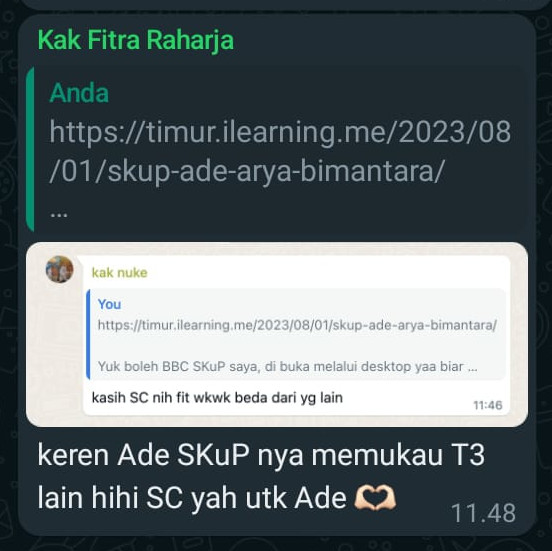 Kak Fitra Raharja
Anda
https://timur.ilearning.me/2023/08
/01/skup-ade-arya-bimantara/
...
kak nuke
You
https://timur.ilearning.me/2023/08/01/skup-ade-arya-bimantara/
Yuk boleh BBC SKuP saya, di buka melalui desktop yaa biar ...
kasih SC nih fit wkwk beda dari yg lain
11:46
keren Ade SKuP nya memukau T3
lain hihi SC yah utk Ade 🫶🏻
11.48